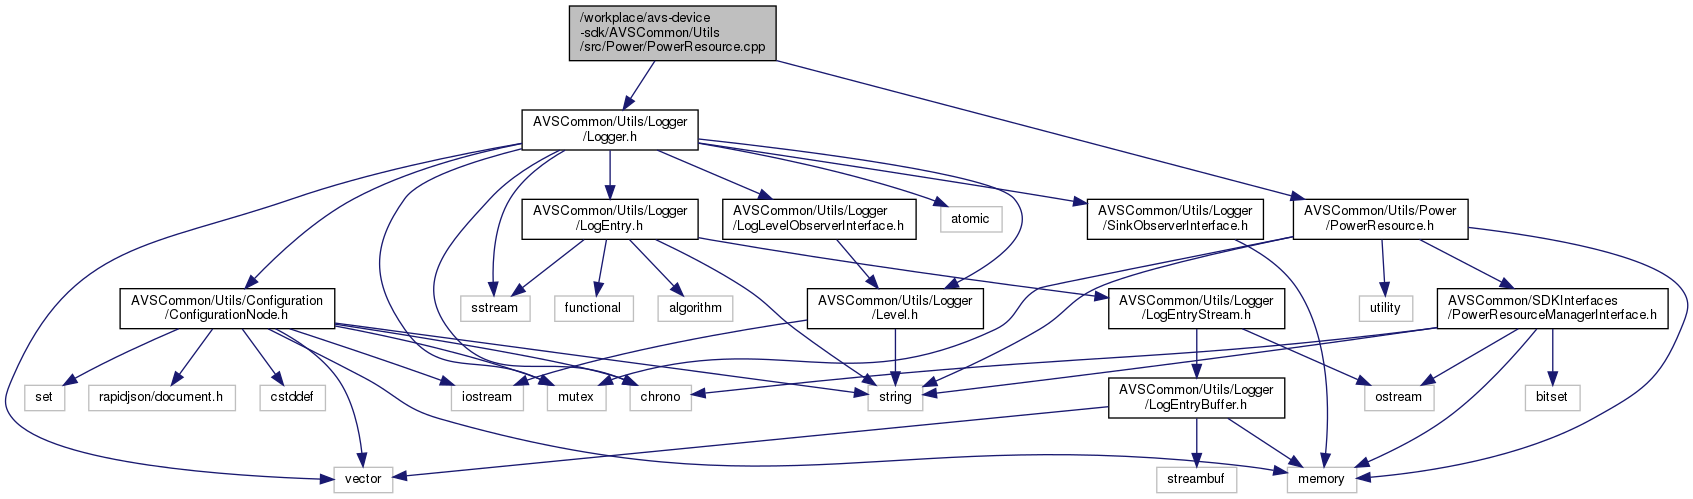 /workplace/avs-device
-sdk/AVSCommon/Utils
/src/Power/PowerResource.cpp
AVSCommon/Utils/Logger
/Logger.h
AVSCommon/Utils/Logger
/LogEntry.h
AVSCommon/Utils/Logger
/LogLevelObserverInterface.h
atomic
AVSCommon/Utils/Logger
/SinkObserverInterface.h
AVSCommon/Utils/Power
/PowerResource.h
AVSCommon/Utils/Configuration
/ConfigurationNode.h
sstream
functional
algorithm
AVSCommon/Utils/Logger
/Level.h
AVSCommon/Utils/Logger
/LogEntryStream.h
utility
AVSCommon/SDKInterfaces
/PowerResourceManagerInterface.h
set
rapidjson/document.h
cstddef
iostream
mutex
chrono
string
AVSCommon/Utils/Logger
/LogEntryBuffer.h
ostream
bitset
vector
streambuf
memory